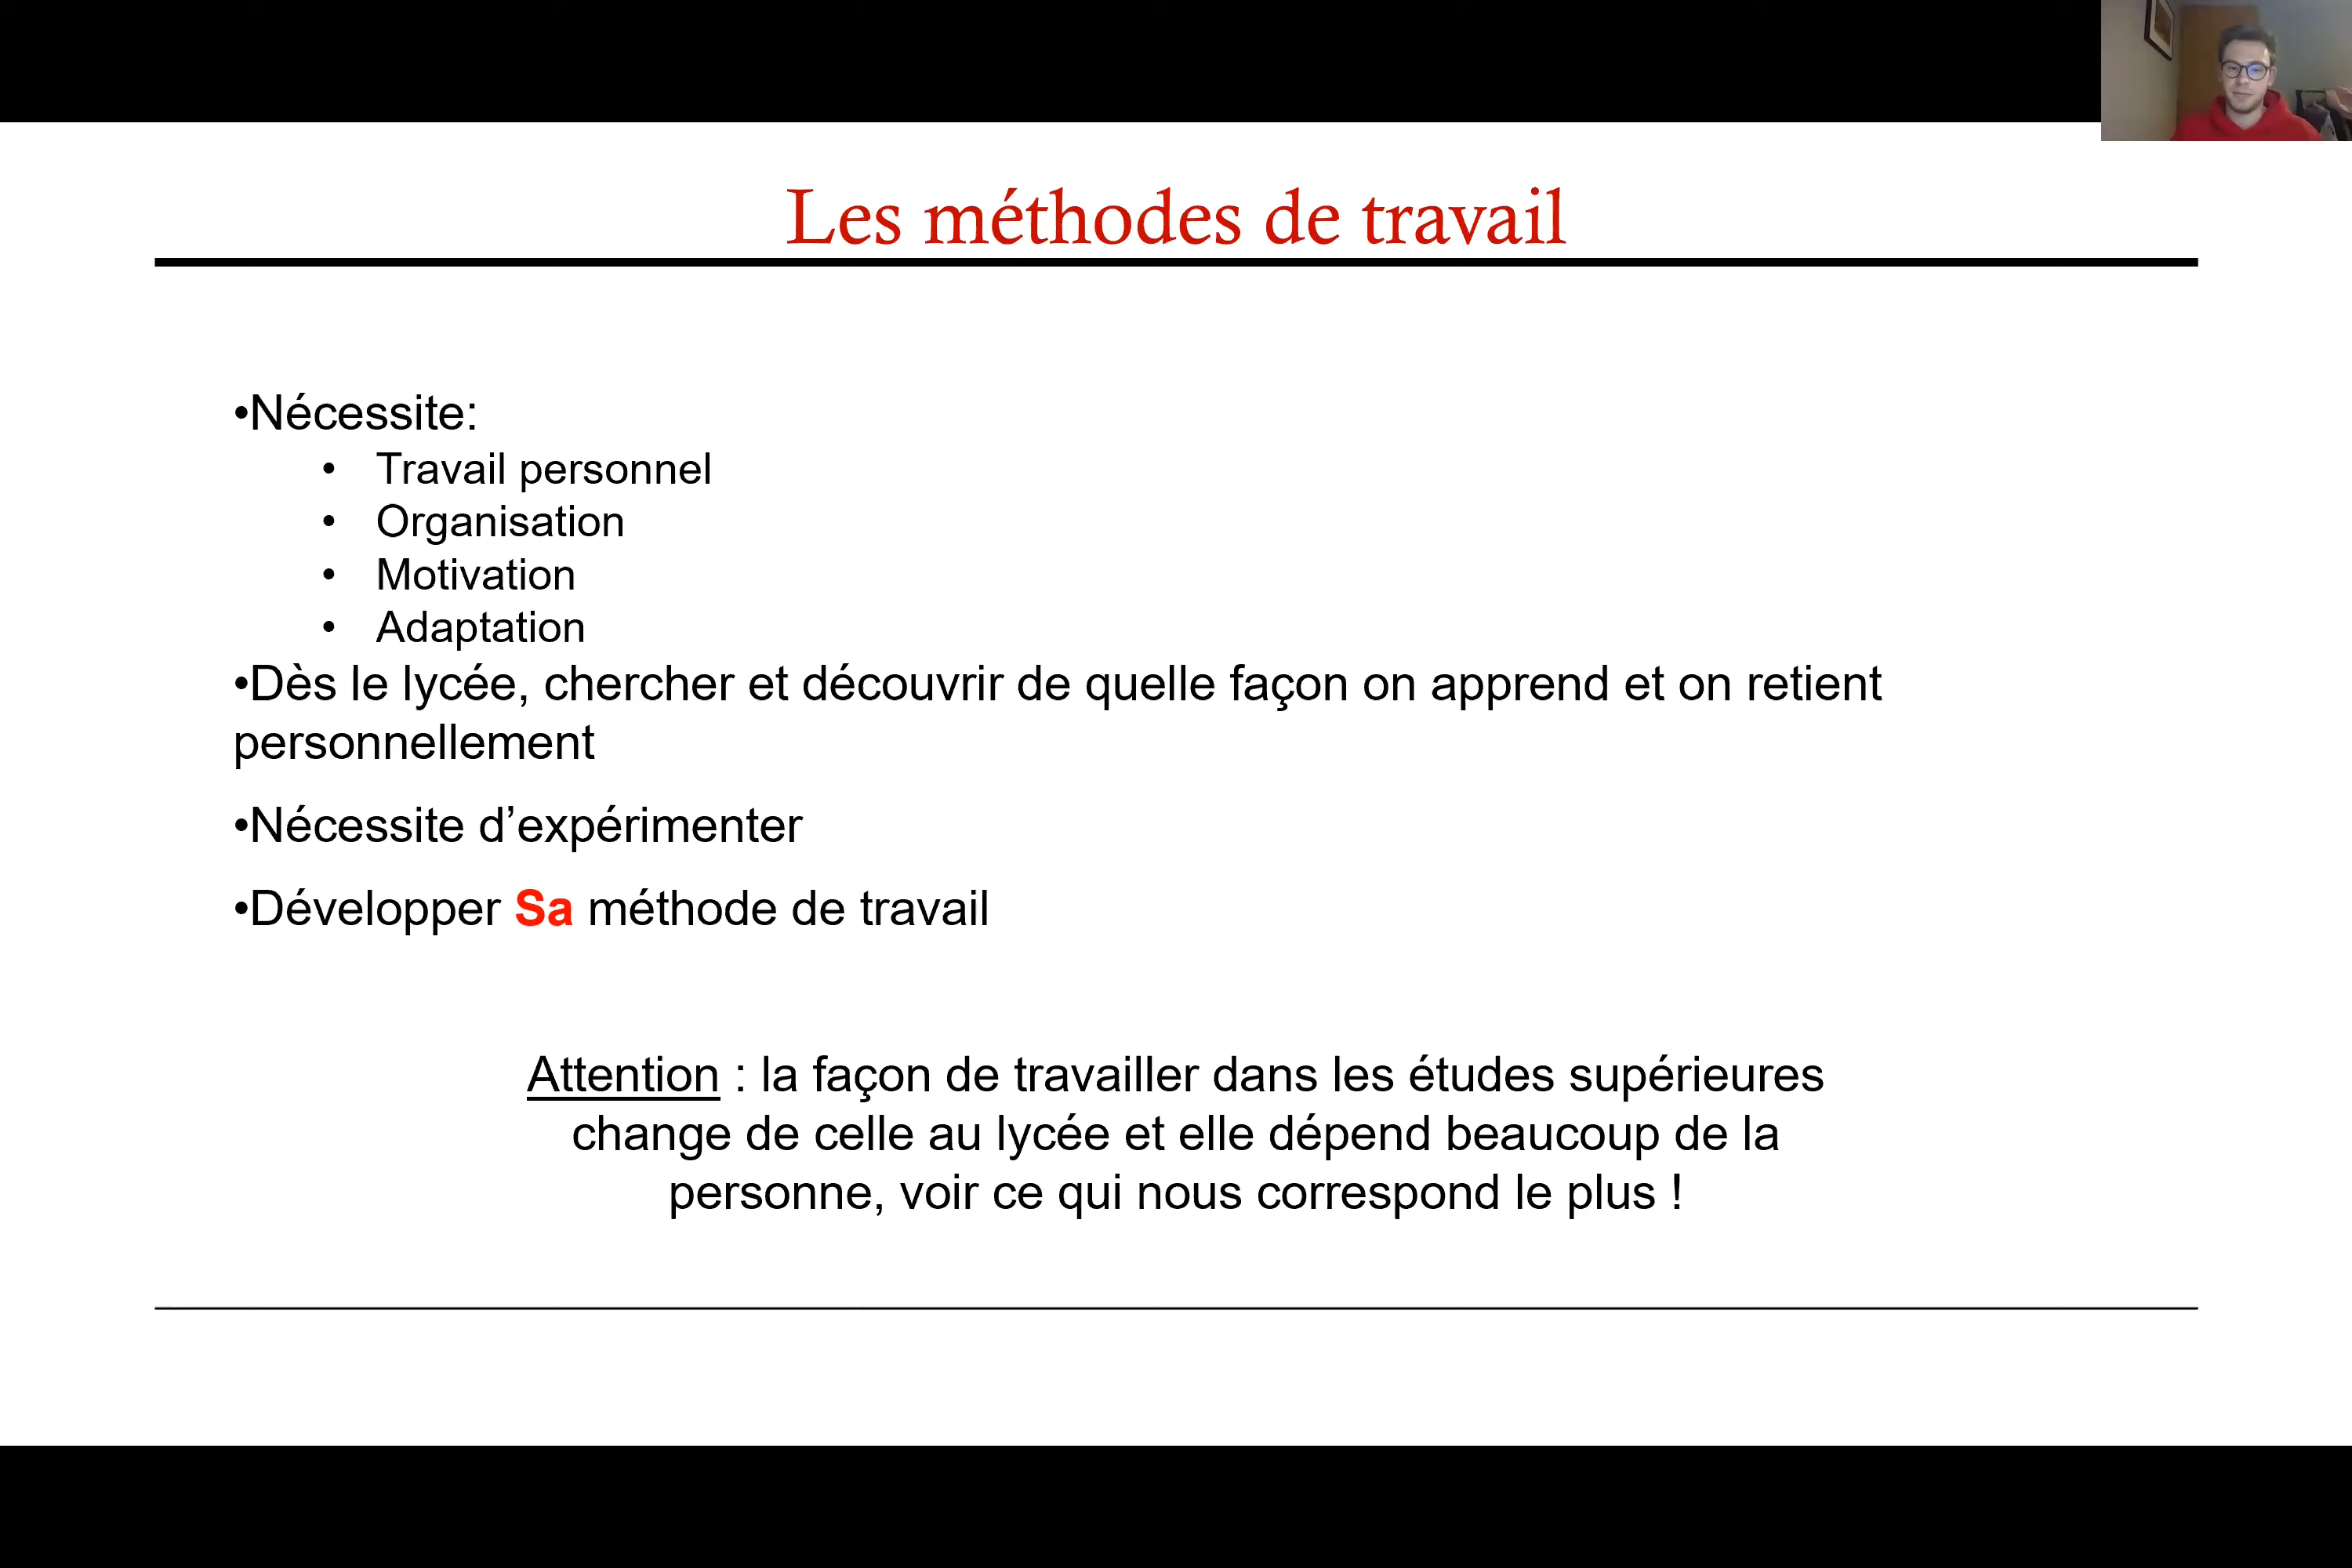 Les méthodes de travail
•Nécessite:
• Travail personnel
• Organisation
• Motivation
• Adaptation
•Dès le lycée, chercher et découvrir de quelle façon on apprend et on retient
personnellement
•Nécessite d’expérimenter
•Développer Sa méthode de travail
Attention : la façon de travailler dans les études supérieures
change de celle au lycée et elle dépend beaucoup de la
personne, voir ce qui nous correspond le plus !